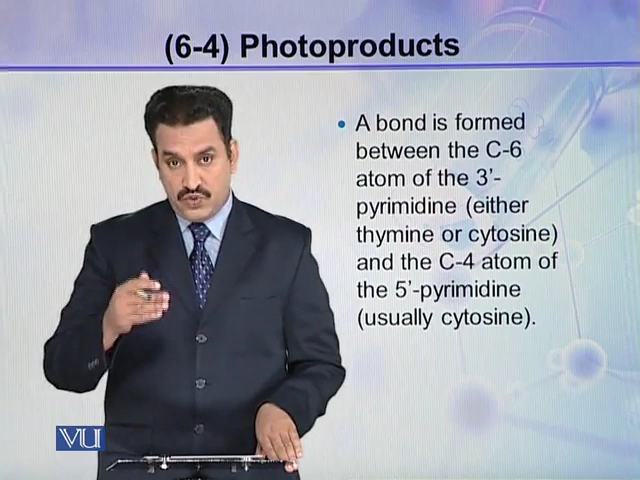 (6-4) Photoproducts
• A bond is formed
between the C-6
atom of the 3'-
pyrimidine (either
thymine or cytosine)
and the C-4 atom of
the 5'-pyrimidine
(usually cytosine).
VU